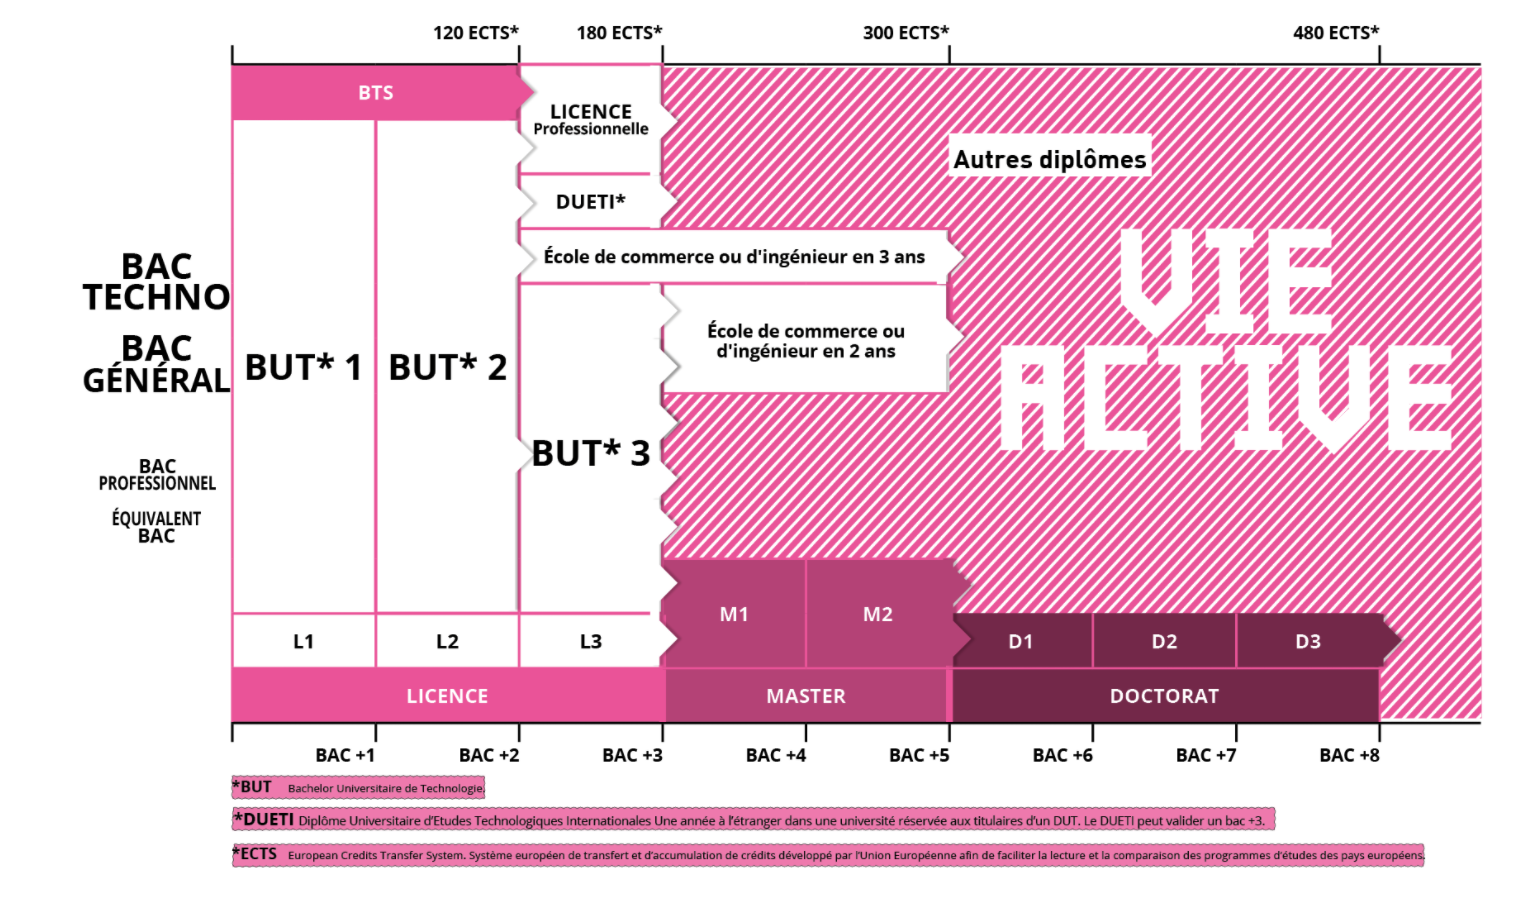 120 ECTS* 180 ECTS* 300 ECTS* 480 ECTS*
BTS
LICENCE
Professionnelle
Autres diplômes
DUETI*
École de commerce ou d'ingénieur en 3 ans
VIE
ACTIVE
BAC
TECHNO
BAC
GÉNÉRAL
École de commerce ou
d'ingénieur en 2 ans
BUT* 1 BUT* 2
BUT* 3
BAC
PROFESSIONNEL
ÉQUIVALENT
BAC
M1 M2
L1 L2 L3 D1 D2 D3
LICENCE MASTER DOCTORAT
BAC +1 BAC +2 BAC +3 BAC +4 BAC +5 BAC +6 BAC +7 BAC +8
*BUT Bachelor Universitaire de Technologie.
*DUETI Diplôme Universitaire d’Etudes Technologiques Internationales Une année à l’étranger dans une université réservée aux titulaires d’un DUT. Le DUETI peut valider un bac +3.
*ECTS European Credits Transfer System. Système européen de transfert et d’accumulation de crédits développé par l’Union Européenne afin de faciliter la lecture et la comparaison des programmes d’études des pays européens.